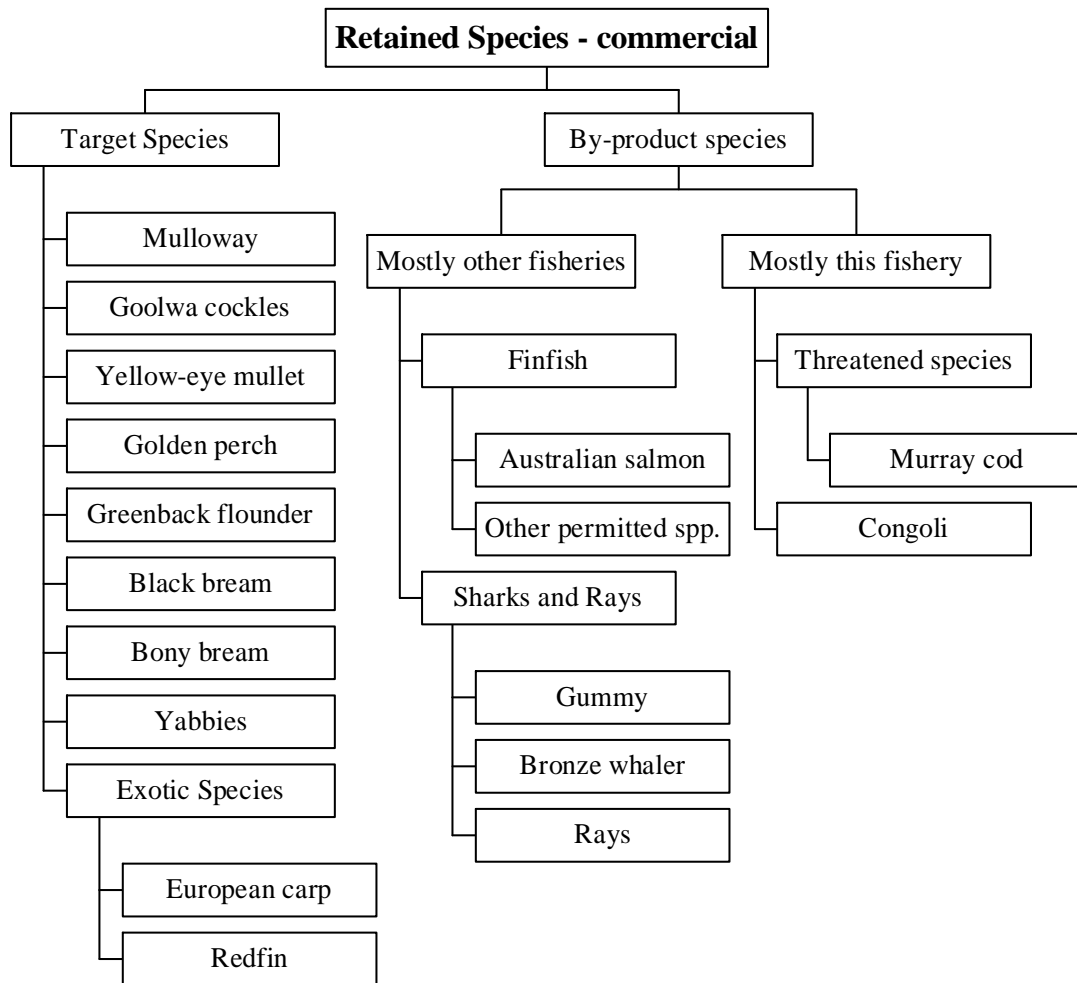 Retained Species - commercial
Target Species
By-product species
Mulloway
Goolwa cockles
Yellow-eye mullet
Golden perch
Greenback flounder
Black bream
Bony bream
Yabbies
Exotic Species
European carp
Redfin
Mostly other fisheries
Finfish
Australian salmon
Other permitted spp.
Sharks and Rays
Gummy
Bronze whaler
Rays
Mostly this fishery
Threatened species
Murray cod
Congoli